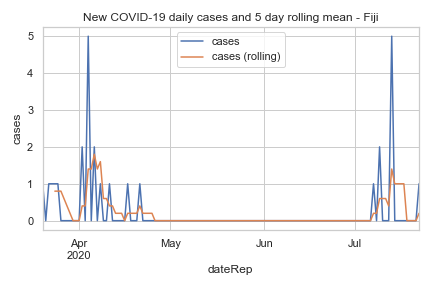 New COVID-19 daily cases and 5 day rolling mean - Fiji
cases
cases (rolling)
5
4
3
2
1
0
cases
Apr
2020
May
Jun
Jul
dateRep